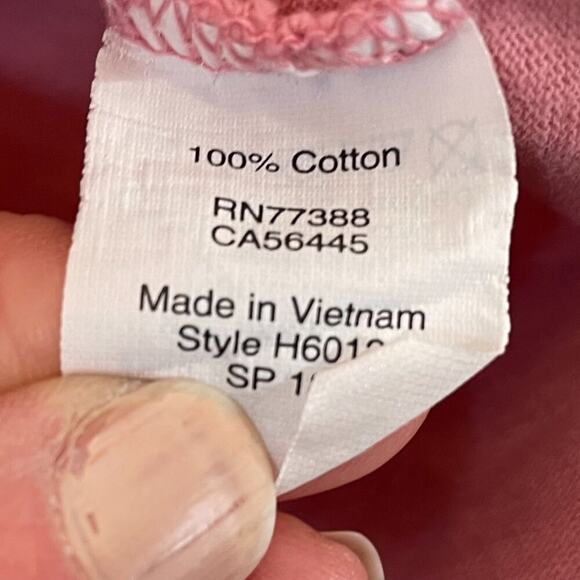 100% Cotton
RN77388
CA56445
Made in Vietnam
Style
SP